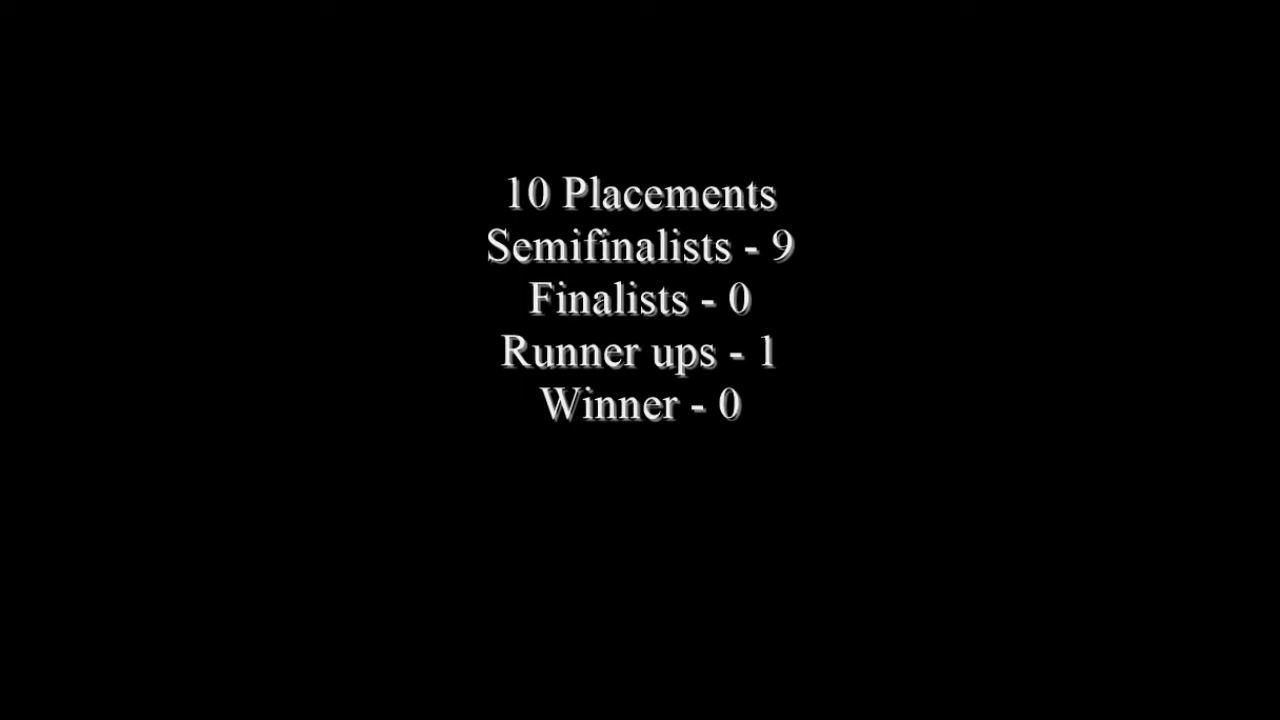 10 Placements
Semifinalists - 9
Finalists - 0
Runner ups - 1
Winner - 0